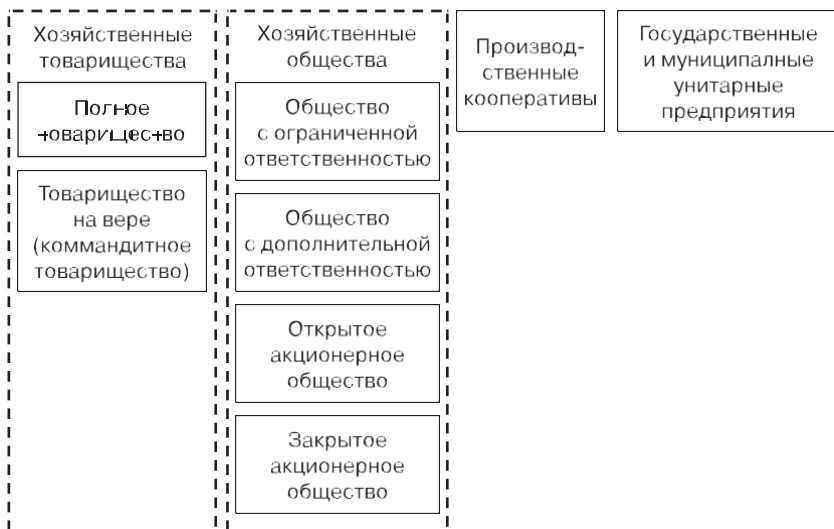 Хозяйственные
товарищества
Полное
товарищество
Товарищество
на вере
(коммандитное
товарищество)
Хозяйственные
общества
Общество
с ограниченной
ответственностью
Общество
с дополнительной
ответственностью
Открытое
акционерное
общество
Закрытое
акционерное
общество
Производ-
ственные
кооперативы
Государственные
и муниципалные
унитарные
предприятия